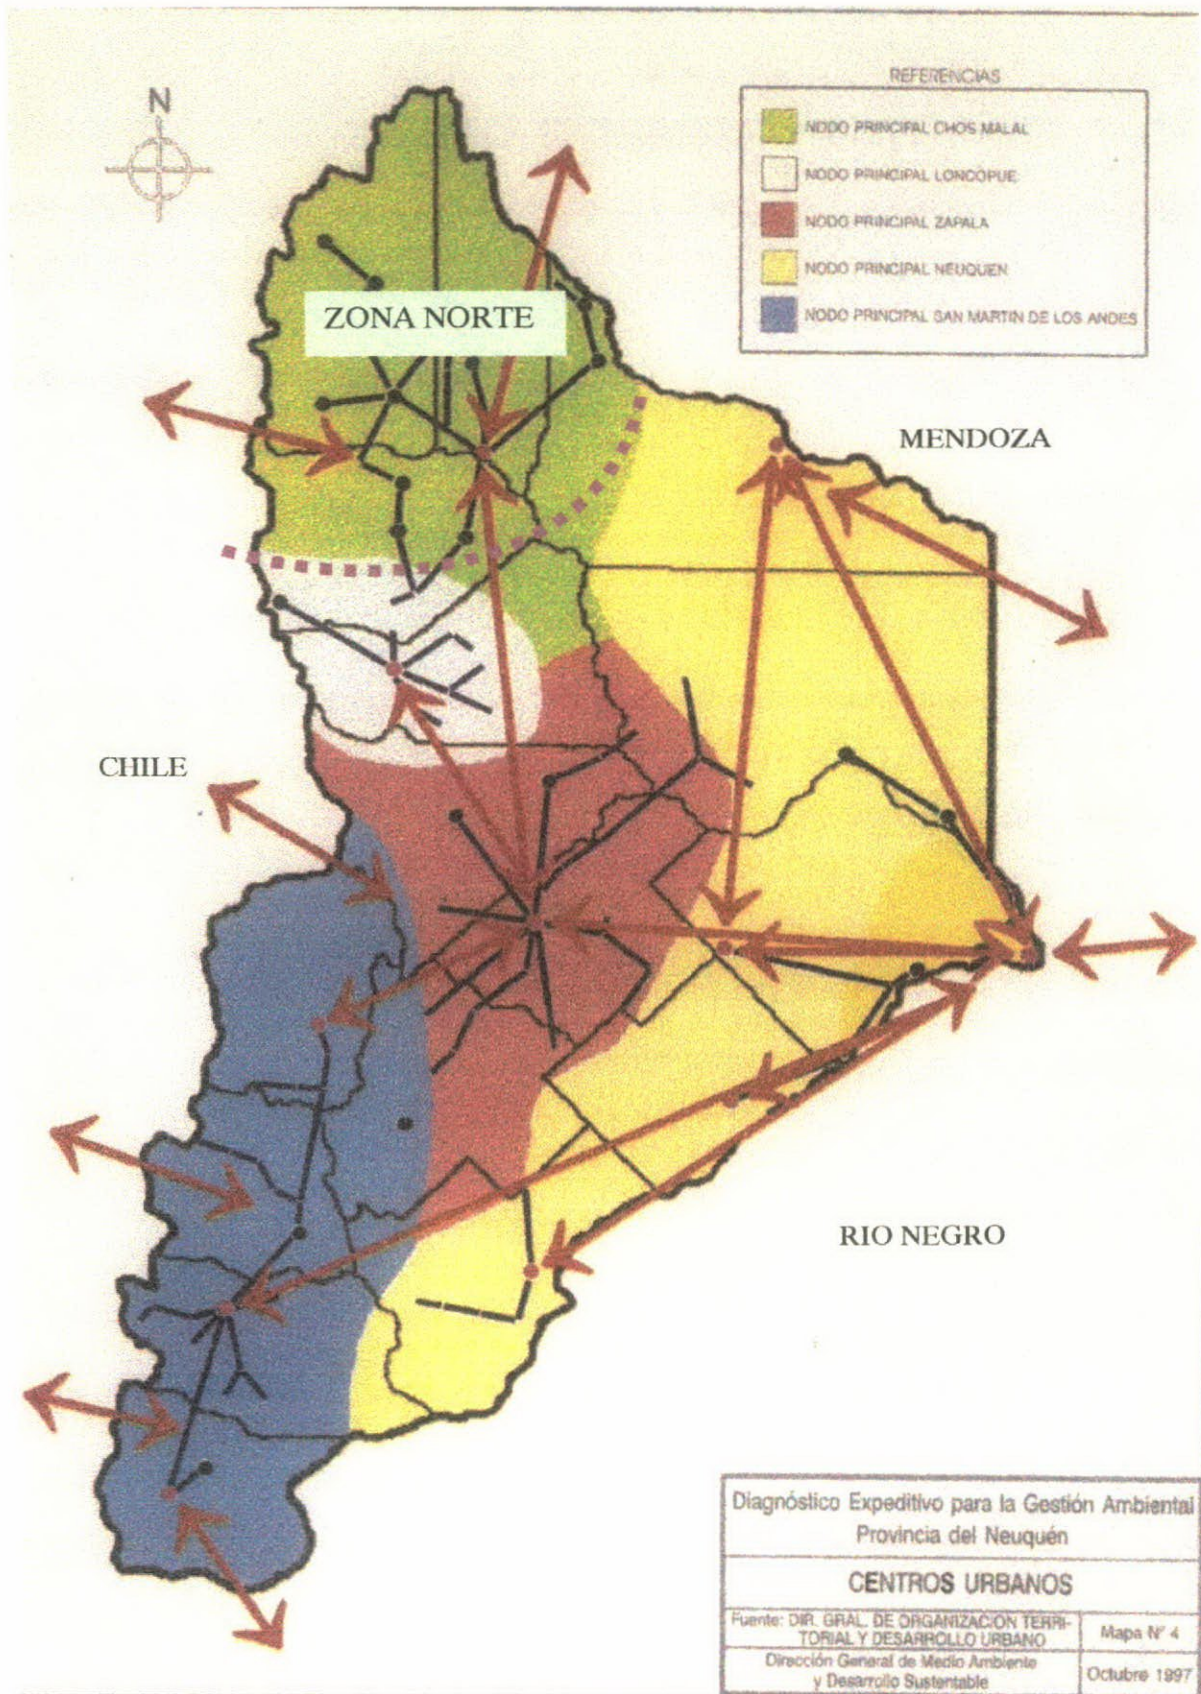 N
REFERENCIAS
NODO PRINCIPAL CHOS MALAL
NODO PRINCIPAL LONCOPUE
NODO PRINCIPAL ZAPALA
NODO PRINCIPAL NEUQUEN
NODO PRINCIPAL SAN MARTIN DE LOS ANDES
ZONA NORTE
MENDOZA
CHILE
RIO NEGRO
Diagnóstico Expeditivo para la Gestión Ambiental
Provincia del Neuquén
CENTROS URBANOS
Fuente: DIR. GRAL. DE ORGANIZACION TERRI-
TORIAL Y DESARROLLO URBANO
Mapa Nº 4
Dirección General de Medio Ambiente
y Desarrollo Sustentable
Octubre 1997